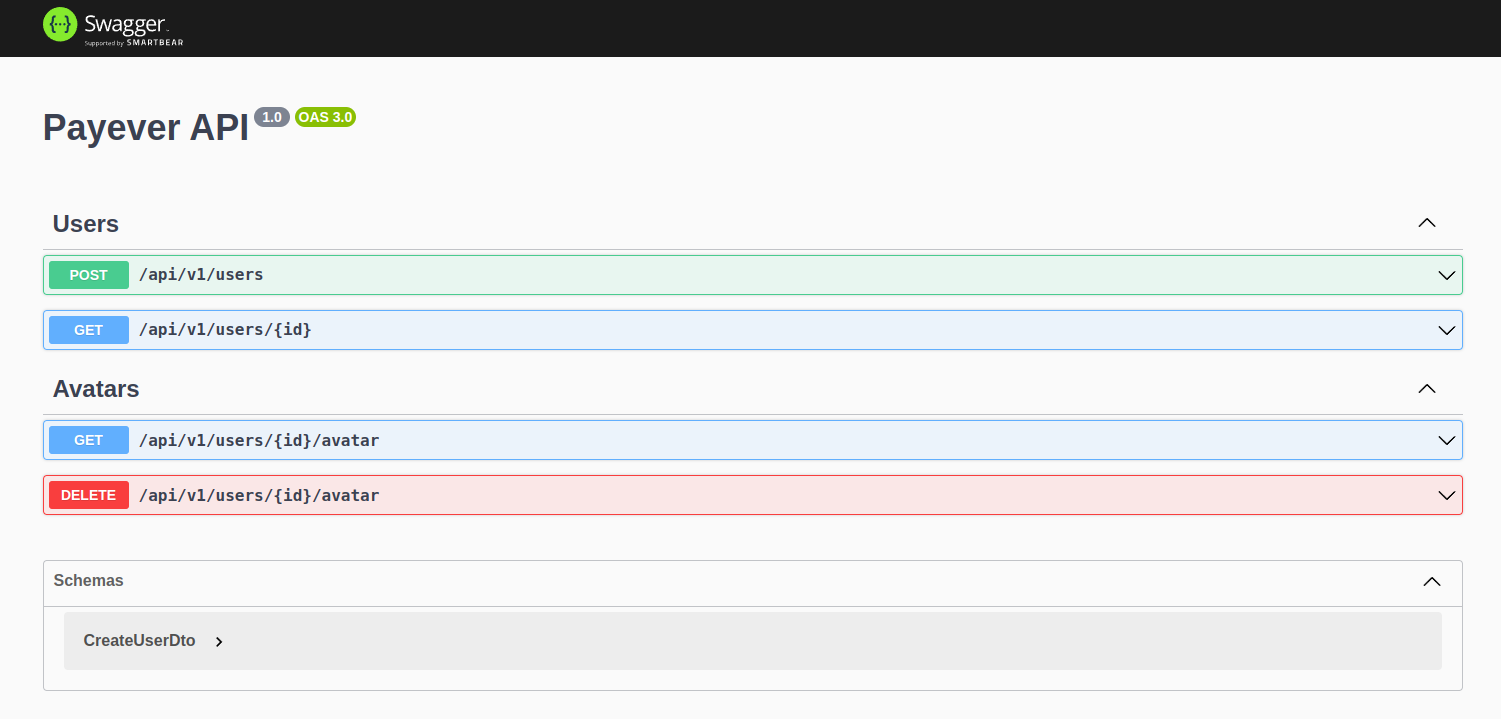 Swagger
Supported by SMARTBEAR
Payever API 1.0 OAS 3.0
Users
POST /api/v1/users
GET /api/v1/users/{id}
Avatars
GET /api/v1/users/{id}/avatar
DELETE /api/v1/users/{id}/avatar
Schemas
CreateUserDto